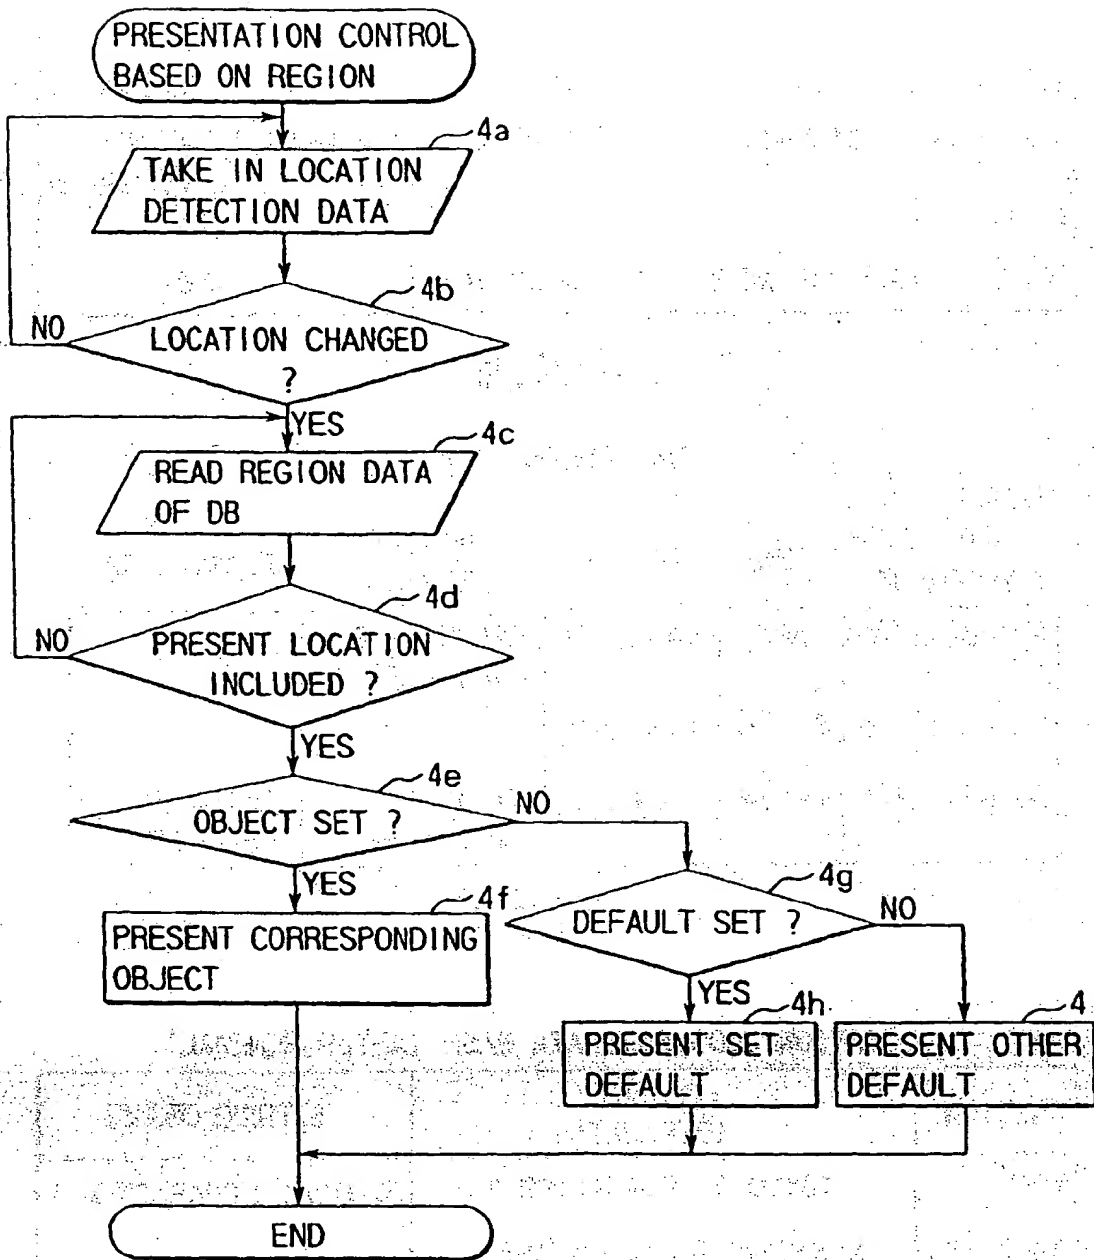 PRESENTATION CONTROL
BASED ON REGION
4a
TAKE IN LOCATION
DETECTION DATA
4b
NO
LOCATION CHANGED
?
YES
4c
READ REGION DATA
OF DB
4d
NO
PRESENT LOCATION
INCLUDED ?
YES
4e
NO
OBJECT SET ?
YES
4g
NO
4f
DEFAULT SET ?
PRESENT CORRESPONDING
OBJECT
YES
4h
4
PRESENT SET
DEFAULT
PRESENT OTHER
DEFAULT
END